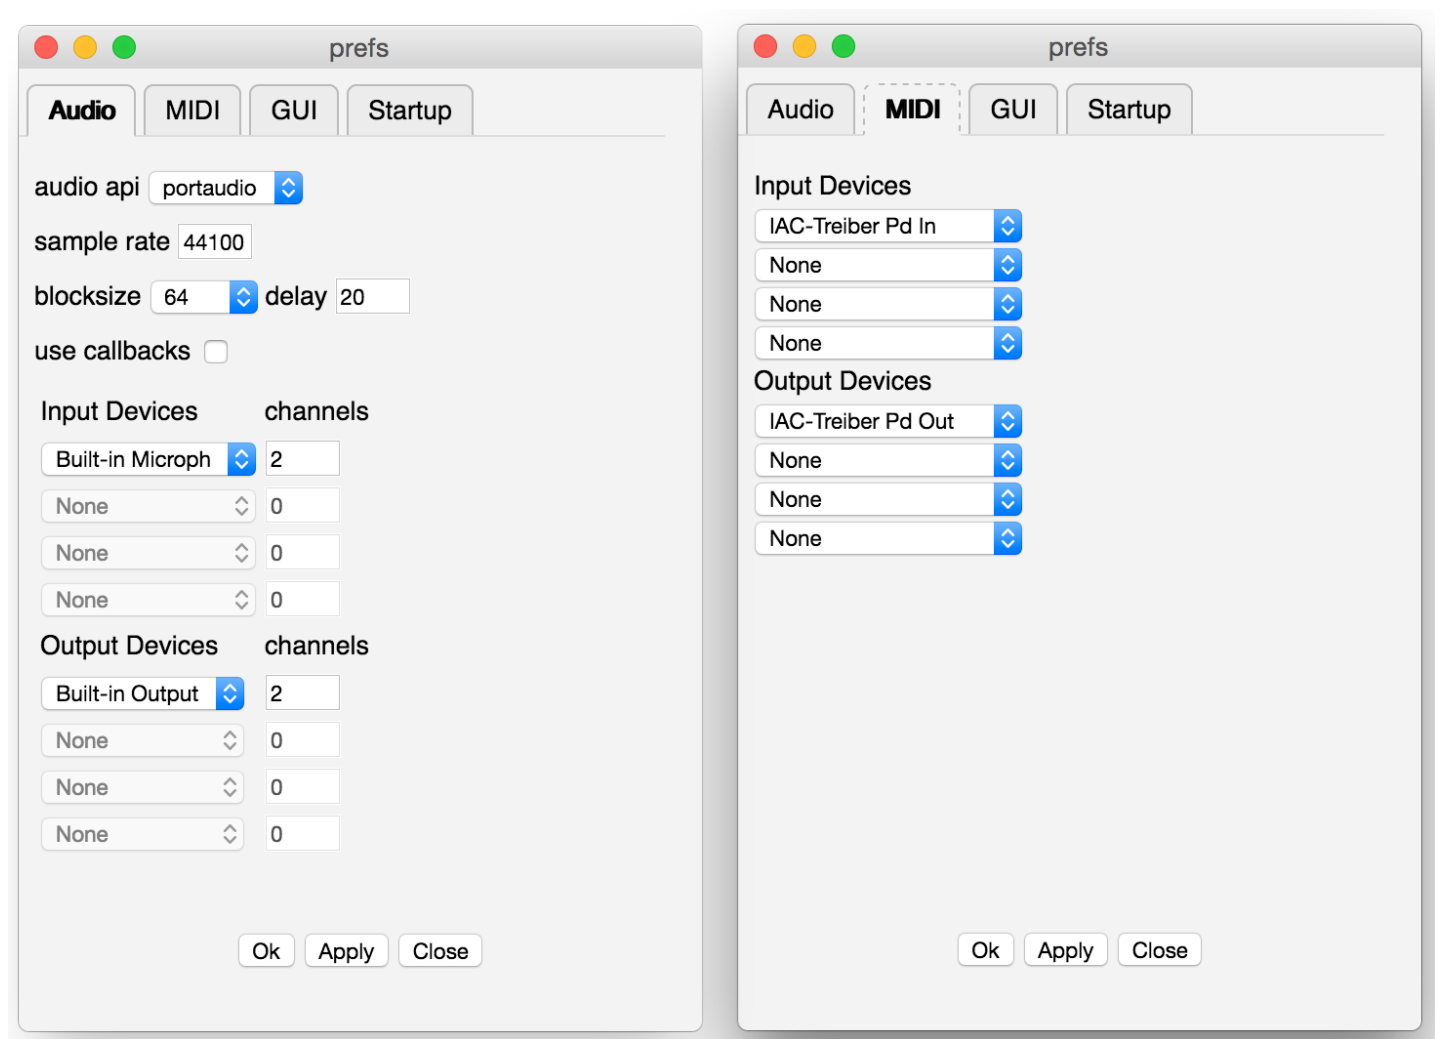 prefs
Audio MIDI GUI Startup
audio api portaudio
sample rate 44100
blocksize 64 delay 20
use callbacks
Input Devices channels
Built-in Microph 2
None 0
None 0
None 0
Output Devices channels
Built-in Output 2
None 0
None 0
None 0
Ok Apply Close
prefs
Audio MIDI GUI Startup
Input Devices
IAC-Treiber Pd In
None
None
None
Output Devices
IAC-Treiber Pd Out
None
None
None
Ok Apply Close